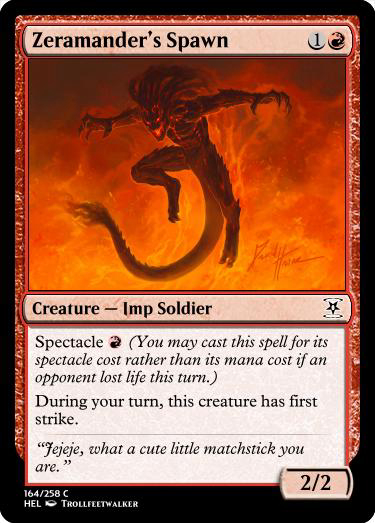 Zeramander's Spawn 1
Creature — Imp Soldier
Spectacle (You may cast this spell for its
spectacle cost rather than its mana cost if an
opponent lost life this turn.)
During your turn, this creature has first
strike.
“Jejeje, what a cute little matchstick you
are.”
2/2
164/258 C
HEL Trollfeetwalker